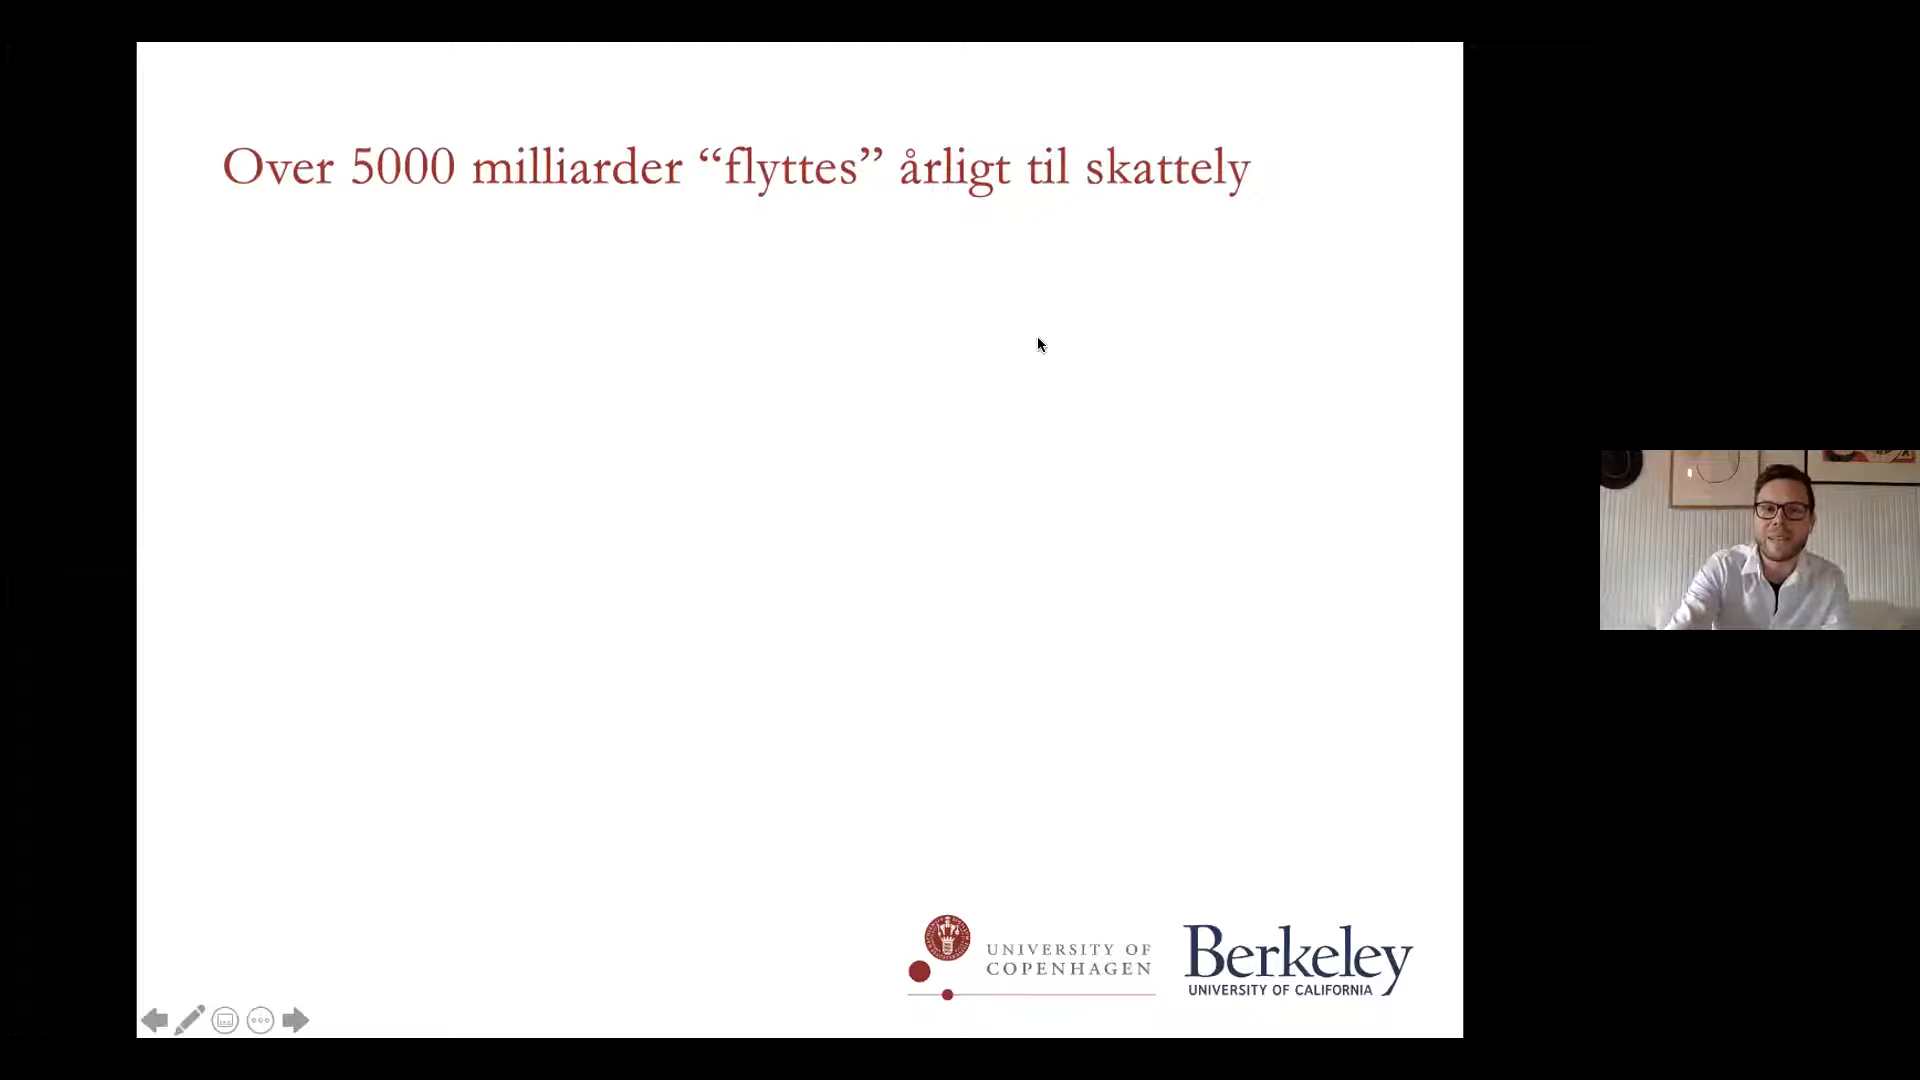 Over 5000 milliarder “flyttes” årligt til skattely
UNIVERSITY OF
COPENHAGEN
Berkeley
UNIVERSITY OF CALIFORNIA